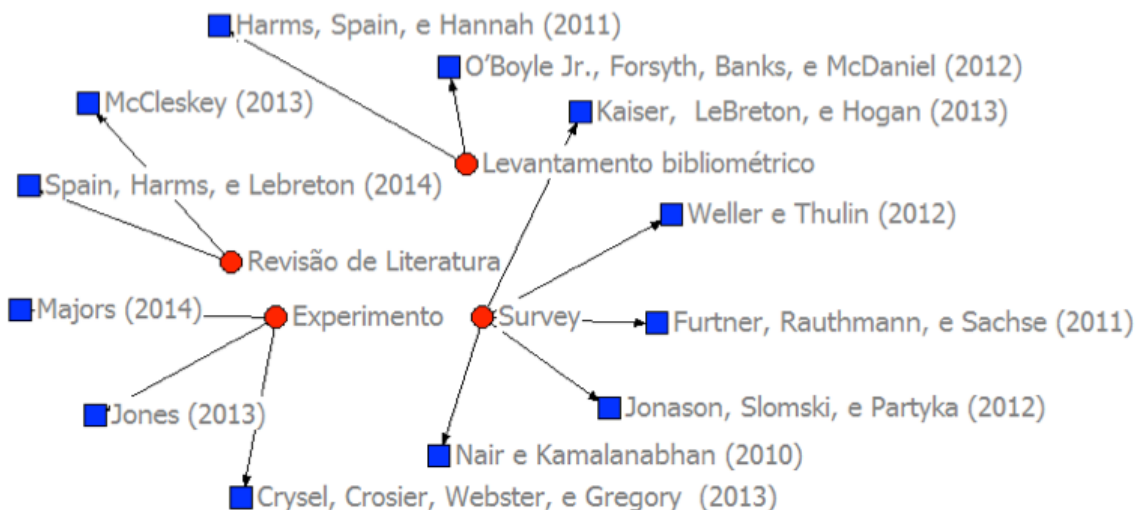 Harms, Spain, e Hannah (2011)
O'Boyle Jr., Forsyth, Banks, e McDaniel (2012)
McCleskey (2013)
Kaiser, LeBreton, e Hogan (2013)
Levantamento bibliométrico
Spain, Harms, e Lebreton (2014)
Weller e Thulin (2012)
Revisão de Literatura
Majors (2014)
Experimento
Survey
Furtner, Rauthmann, e Sachse (2011)
Jones (2013)
Jonason, Slomski, e Partyka (2012)
Nair e Kamalanabhan (2010)
Crysel, Crosier, Webster, e Gregory (2013)